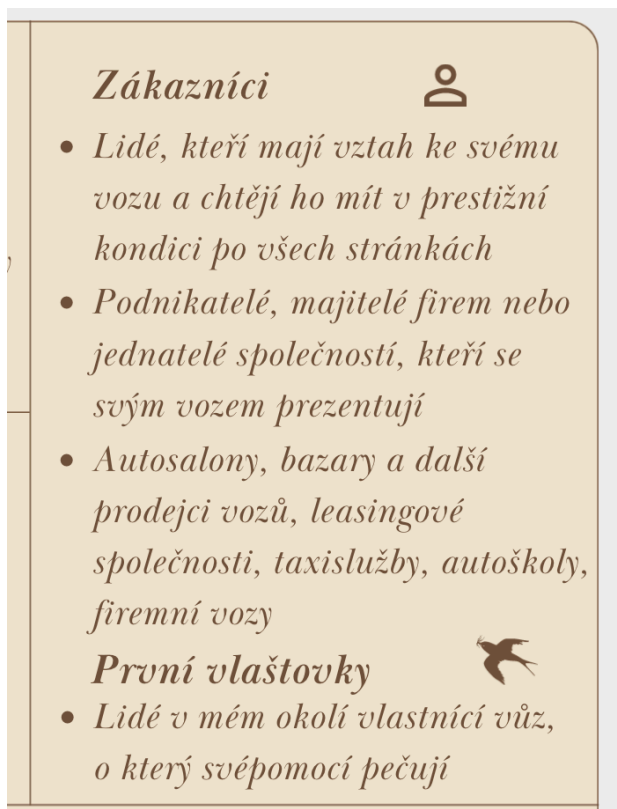 Zákazníci
• Lidé, kteří mají vztah ke svému
vozu a chtějí ho mít v prestižní
kondici po všech stránkách
• Podnikatelé, majitelé firem nebo
jednatelé společností, kteří se
svým vozem prezentují
• Autosalony, bazary a další
prodejci vozů, leasingové
společnosti, taxislužby, autoškoly,
firemní vozy
První vlaštovky
• Lidé v mém okolí vlastnící vůz,
o který svépomocí pečují